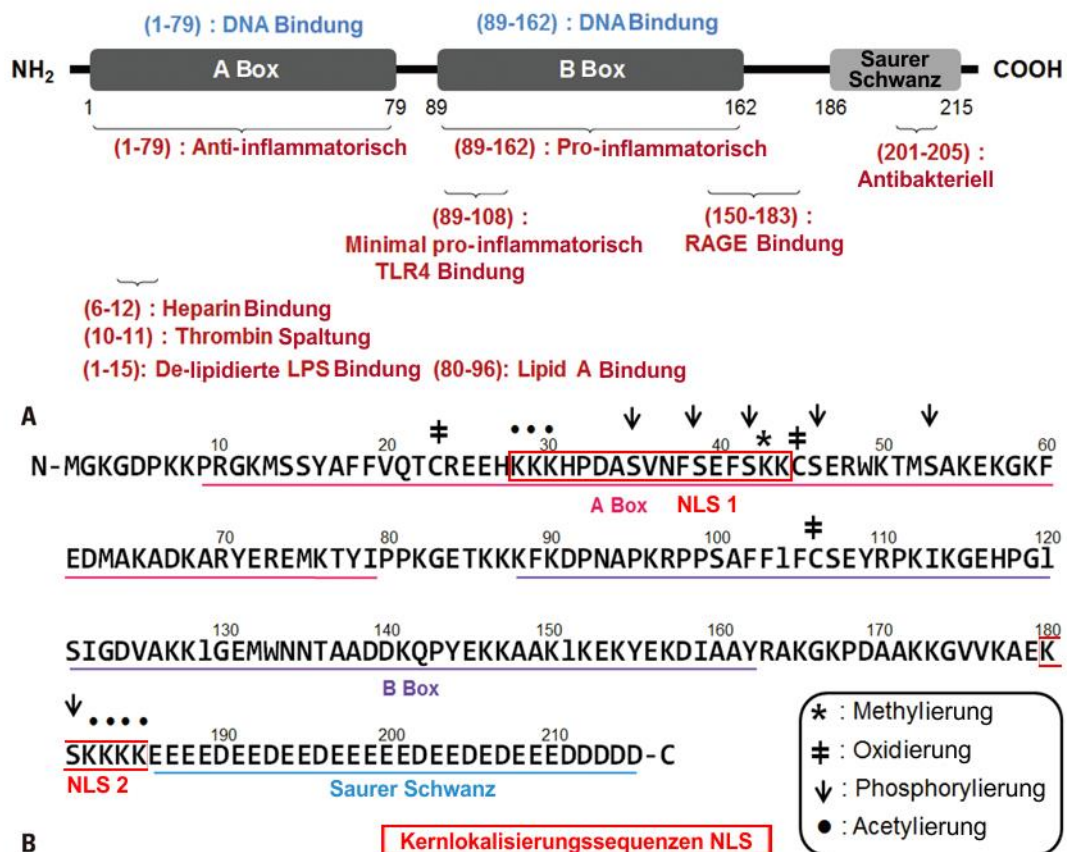 (1-79) : DNA Bindung (89-162) : DNA Bindung
NH2 A Box B Box Saurer Schwanz COOH
1 79 89 162 186 215
(1-79) : Anti-inflammatorisch (89-162) : Pro-inflammatorisch (201-205) : Antibakteriell
(89-108) : Minimal pro-inflammatorisch TLR4 Bindung
(150-183) : RAGE Bindung
(6-12) : Heparin Bindung
(10-11) : Thrombin Spaltung
(1-15): De-lipidierte LPS Bindung (80-96): Lipid A Bindung
A
10 20 30 40 50 60
N-MGKGDPKKPRGKMSSYAFFVQTCREEHKKKHPDASVNFSEFSKKCSERWKTMSAKEKGKF
A Box NLS 1
70 80 90 100 110 120
EDMAKADKARYEREMKTYIPPKGETKKKFKDPNAPKRPPSAFFlFCSEYRPKIKGEHPGl
130 140 150 160 170 180
SIGDVAKKlGEMWNNTAADDKQPYEKKAAKlKEKYEKDIAAYRAKGKPDAAKKGVVKAEK
B Box
190 200 210
SKKKKEEEEDEEDEEDEEEEEDEEDEDEEEDDDDD-C
NLS 2 Saurer Schwanz
* : Methylierung
ǂ : Oxidierung
↓ : Phosphorylierung
• : Acetylierung
B
Kernlokalisierungssequenzen NLS